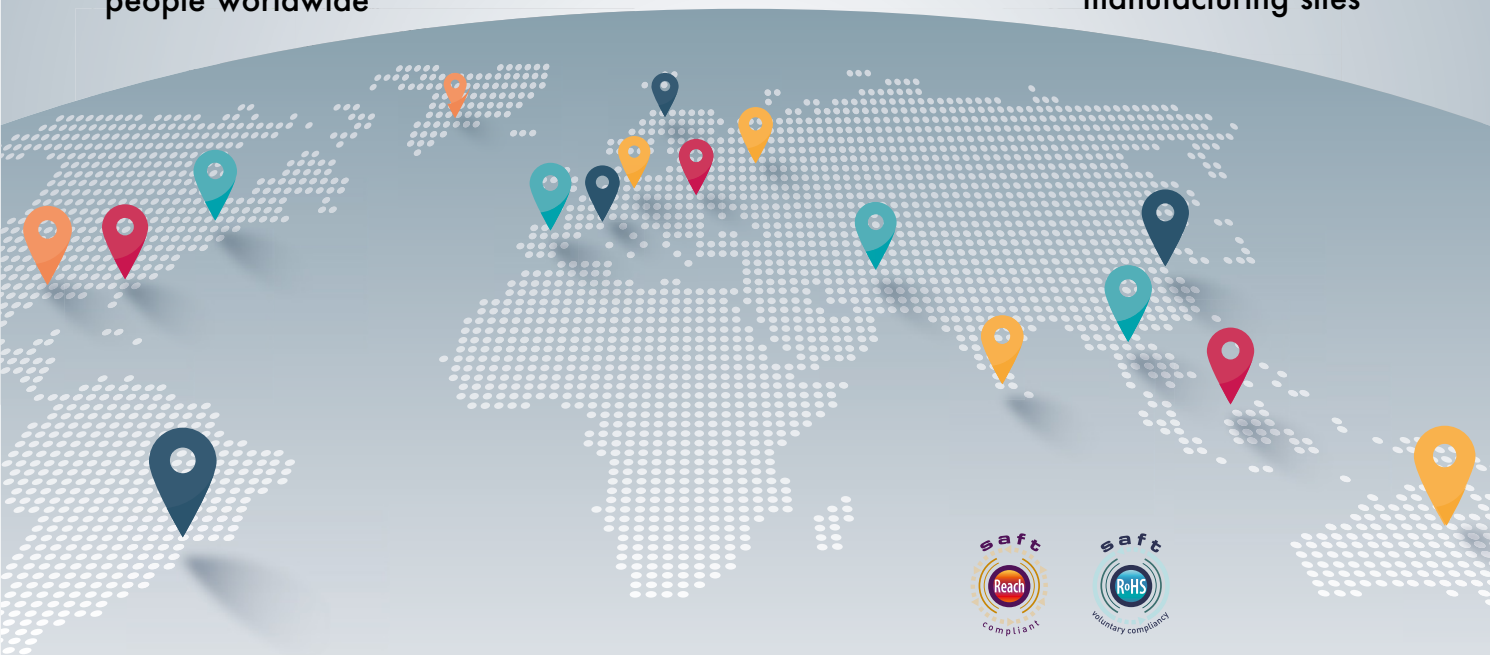 people worldwide
manufacturing sites
saft
Reach
compliant
saft
RoHS
voluntary compliancy